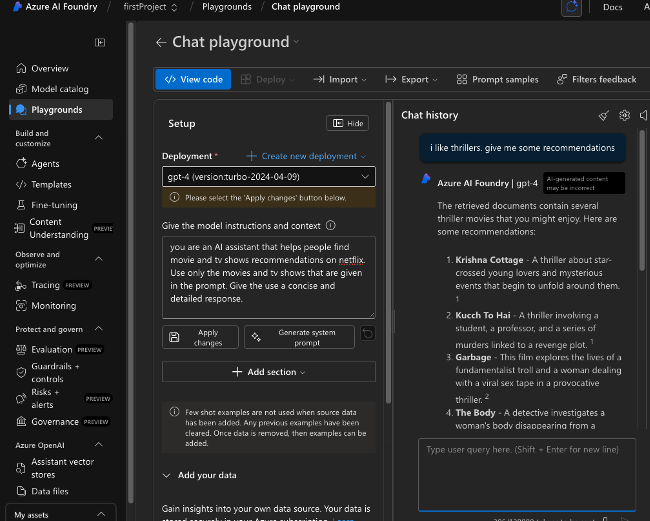 Azure AI Foundry / firstProject / Playgrounds / Chat playground
Docs
Chat playground
View code Deploy Import Export Prompt samples Filters feedback
Overview
Model catalog
Playgrounds
Build and
customize
Agents
Templates
Fine-tuning
Content
Understanding PREVIE
Observe and
optimize
Tracing PREVIEW
Monitoring
Protect and govern
Evaluation PREVIEW
Guardrails +
controls
Risks +
alerts PREVIEW
Governance PREVIEW
Azure OpenAI
Assistant vector
stores
Data files
My assets
Setup
Hide
Deployment * + Create new deployment
gpt-4 (version:turbo-2024-04-09)
Please select the 'Apply changes' button below.
Give the model instructions and context
you are an AI assistant that helps people find
movie and tv shows recommendations on netflix.
Use only the movies and tv shows that are given
in the prompt. Give the use a concise and
detailed response.
Apply
changes
Generate system
prompt
+ Add section
Few shot examples are not used when source data
has been added. Any previous examples have
been cleared. Once data is removed, then examples can be
added.
Add your data
Gain insights into your own data source. Your data is
Chat history
i like thrillers. give me some recommendations
Azure AI Foundry | gpt-4
AI-generated content
may be incorrect
The retrieved documents contain several
thriller movies that you might enjoy. Here are
some recommendations:
1. Krishna Cottage - A thriller about star-
crossed young lovers and mysterious
events that begin to unfold around them.
1
2. Kucch To Hai - A thriller involving a
student, a professor, and a series of
murders linked to a revenge plot. 1
3. Garbage - This film explores the lives of a
fundamentalist troll and a woman dealing
with a viral sex tape in a provocative
thriller. 2
4. The Body - A detective investigates a
woman's body disappearing from a
Type user query here. (Shift + Enter for new line)